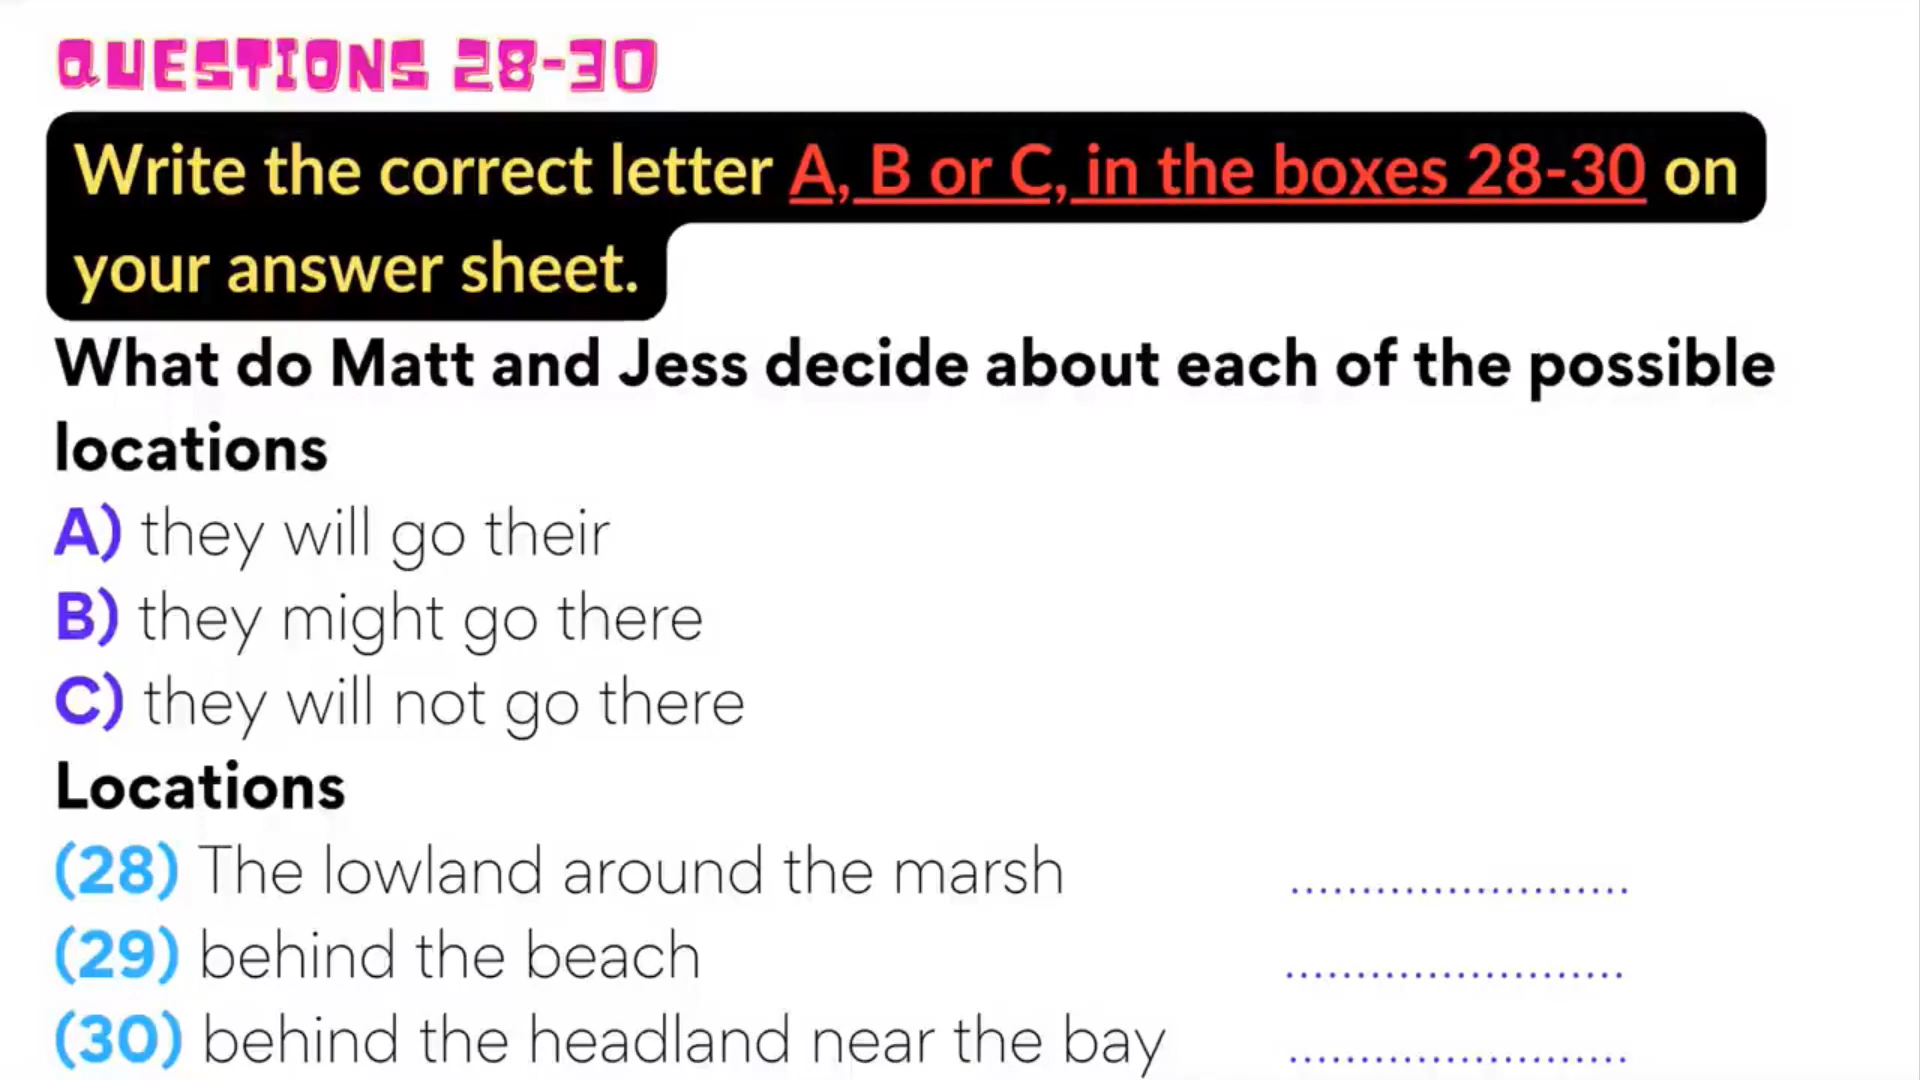 QUESTIONS 28-30
Write the correct letter A, B or C, in the boxes 28-30 on
your answer sheet.
What do Matt and Jess decide about each of the possible
locations
A) they will go their
B) they might go there
C) they will not go there
Locations
(28) The lowland around the marsh ........................
(29) behind the beach ........................
(30) behind the headland near the bay ........................